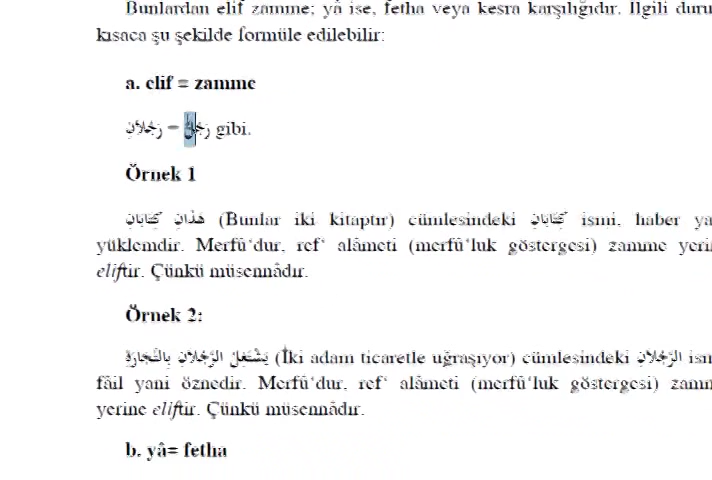 Bunlardan elif zamme; yâ ise, fetha veya kesra karşılığıdır. İlgili duru
kısaca şu şekilde formüle edilebilir:
a. elif = zamme
رَجُلٌ – رَجُلَانِ gibi.
Örnek 1
هٰذَانِ كِتَابَانِ (Bunlar iki kitaptır) cümlesindeki كِتَابَانِ ismi, haber ya
yüklemdir. Merfû‘dur, ref‘ alâmeti (merfû‘luk göstergesi) zamme yeri
eliftir. Çünkü müsennâdır.
Örnek 2:
يَشْتَغِلُ الرَّجُلَانِ بِالتِّجَارَةِ (İki adam ticaretle uğraşıyor) cümlesindeki الرَّجُلَانِ ism
fâil yani öznedir. Merfû‘dur, ref‘ alâmeti (merfû‘luk göstergesi) zamm
yerine eliftir. Çünkü müsennâdır.
b. yâ= fetha